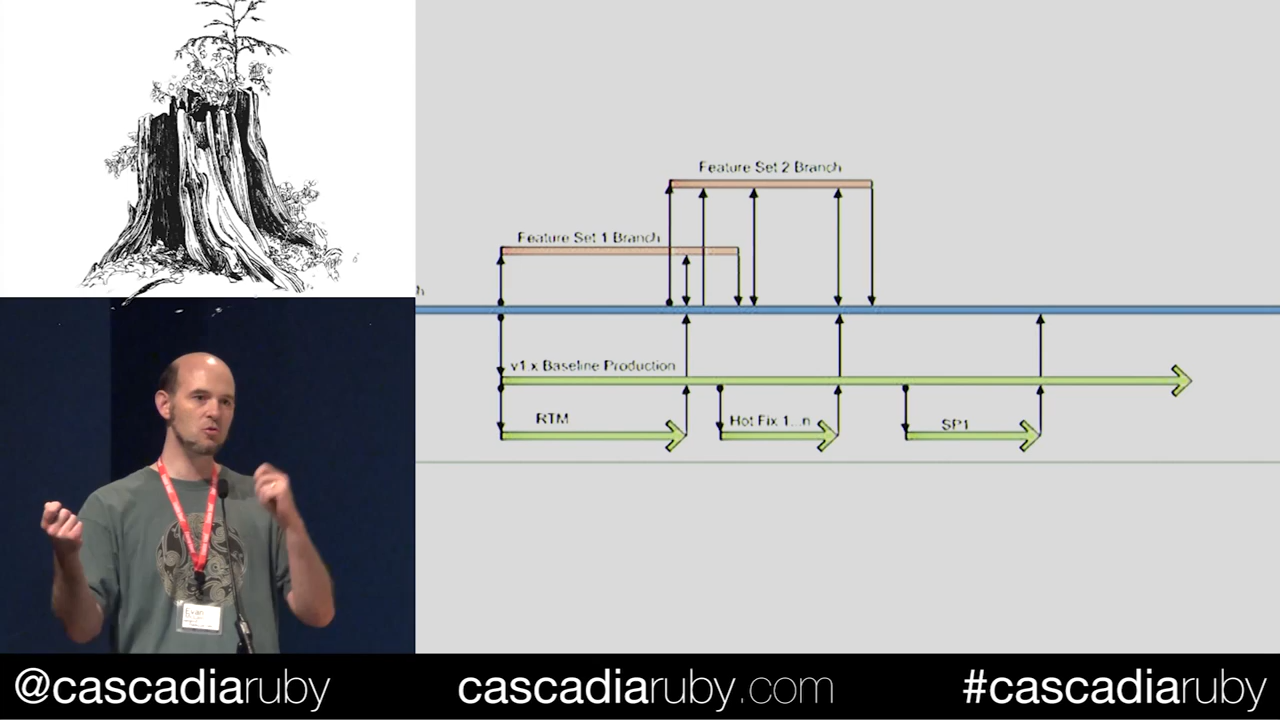 Feature Set 2 Branch
Feature Set 1 Branch
h
v1.x Baseline Production
RTM
Hot Fix 1...n
SP1
Evan
@cascadiaruby
cascadiaruby.com
#cascadiaruby